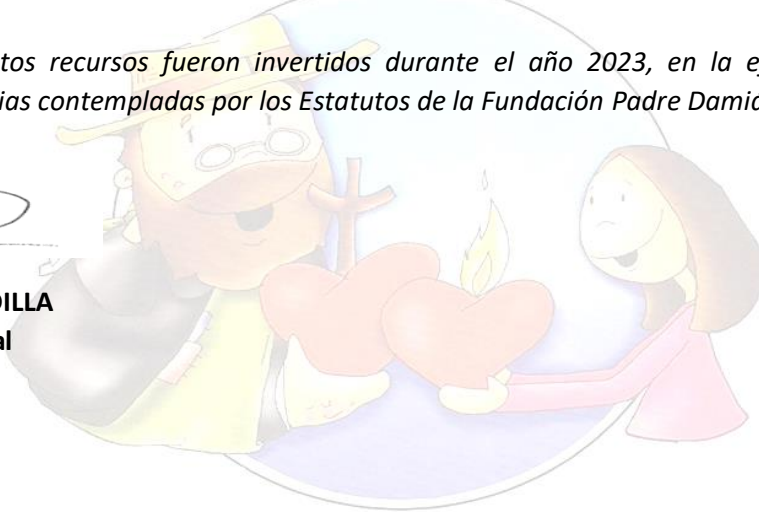 tos recursos fueron invertidos durante el año 2023, en la ej
ias contempladas por los Estatutos de la Fundación Padre Damia
DILLA
al